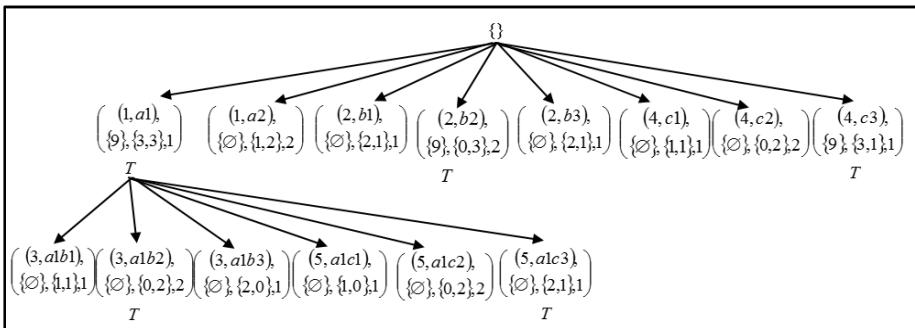 {}
(1,a1), (1,a2), (2,b1), (2,b2), (2,b3), (4,c1), (4,c2), (4,c3),
{9},{3,3},1 {∅},{1,2},2 {∅},{2,1},1 {9},{0,3},2 {∅},{2,1},1 {∅},{1,1},1 {∅},{0,2},2 {9},{3,1},1
T T T
(3,a1b1), (3,a1b2), (3,a1b3), (5,a1c1), (5,a1c2), (5,a1c3),
{∅},{1,1},1 {∅},{0,2},2 {∅},{2,0},1 {∅},{1,0},1 {∅},{0,2},2 {∅},{2,1},1
T T